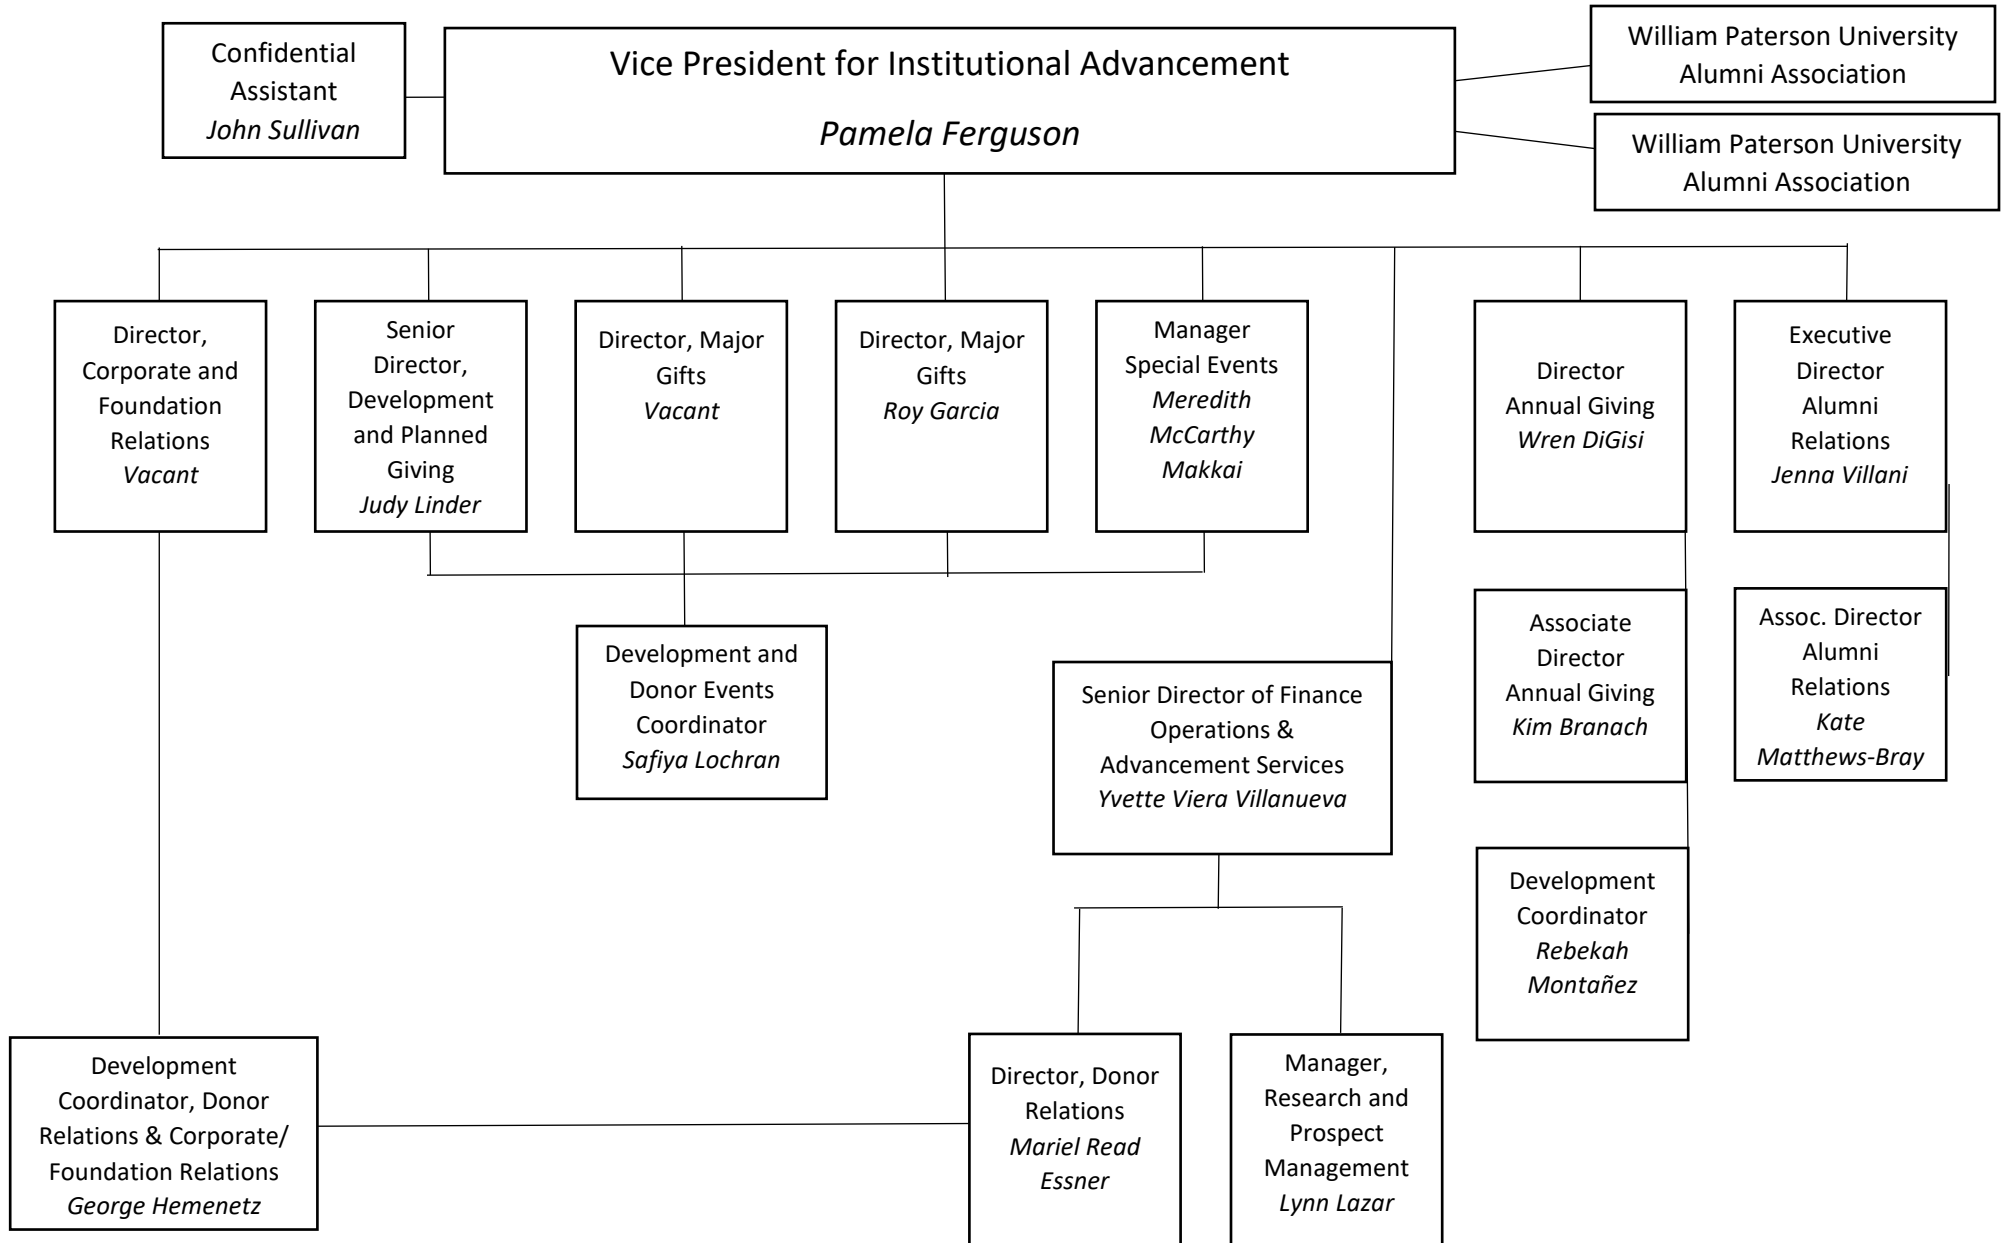 Confidential
Assistant
John Sullivan
Vice President for Institutional Advancement
Pamela Ferguson
William Paterson University
Alumni Association
William Paterson University
Alumni Association
Director,
Corporate and
Foundation
Relations
Vacant
Senior
Director,
Development
and Planned
Giving
Judy Linder
Director, Major
Gifts
Vacant
Director, Major
Gifts
Roy Garcia
Manager
Special Events
Meredith
McCarthy
Makkai
Director
Annual Giving
Wren DiGisi
Executive
Director
Alumni
Relations
Jenna Villani
Development and
Donor Events
Coordinator
Safiya Lochran
Senior Director of Finance
Operations &
Advancement Services
Yvette Viera Villanueva
Associate
Director
Annual Giving
Kim Branach
Assoc. Director
Alumni
Relations
Kate
Matthews-Bray
Development
Coordinator
Rebekah
Montañez
Development
Coordinator, Donor
Relations & Corporate/
Foundation Relations
George Hemenetz
Director, Donor
Relations
Mariel Read
Essner
Manager,
Research and
Prospect
Management
Lynn Lazar